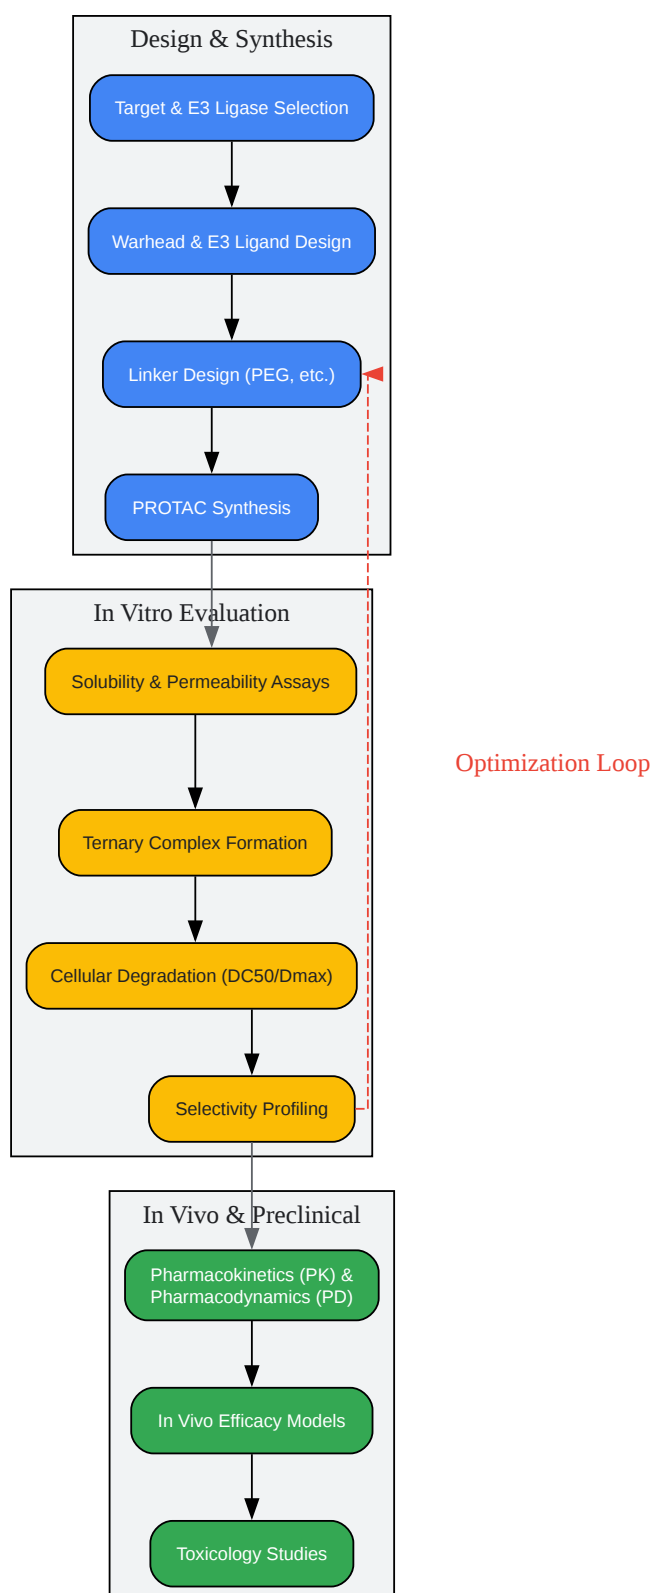 Design & Synthesis
Target & E3 Ligase Selection
Warhead & E3 Ligand Design
Linker Design (PEG, etc.)
PROTAC Synthesis
In Vitro Evaluation
Solubility & Permeability Assays
Optimization Loop
Ternary Complex Formation
Cellular Degradation (DC50/Dmax)
Selectivity Profiling
In Vivo & Preclinical
Pharmacokinetics (PK) &
Pharmacodynamics (PD)
In Vivo Efficacy Models
Toxicology Studies